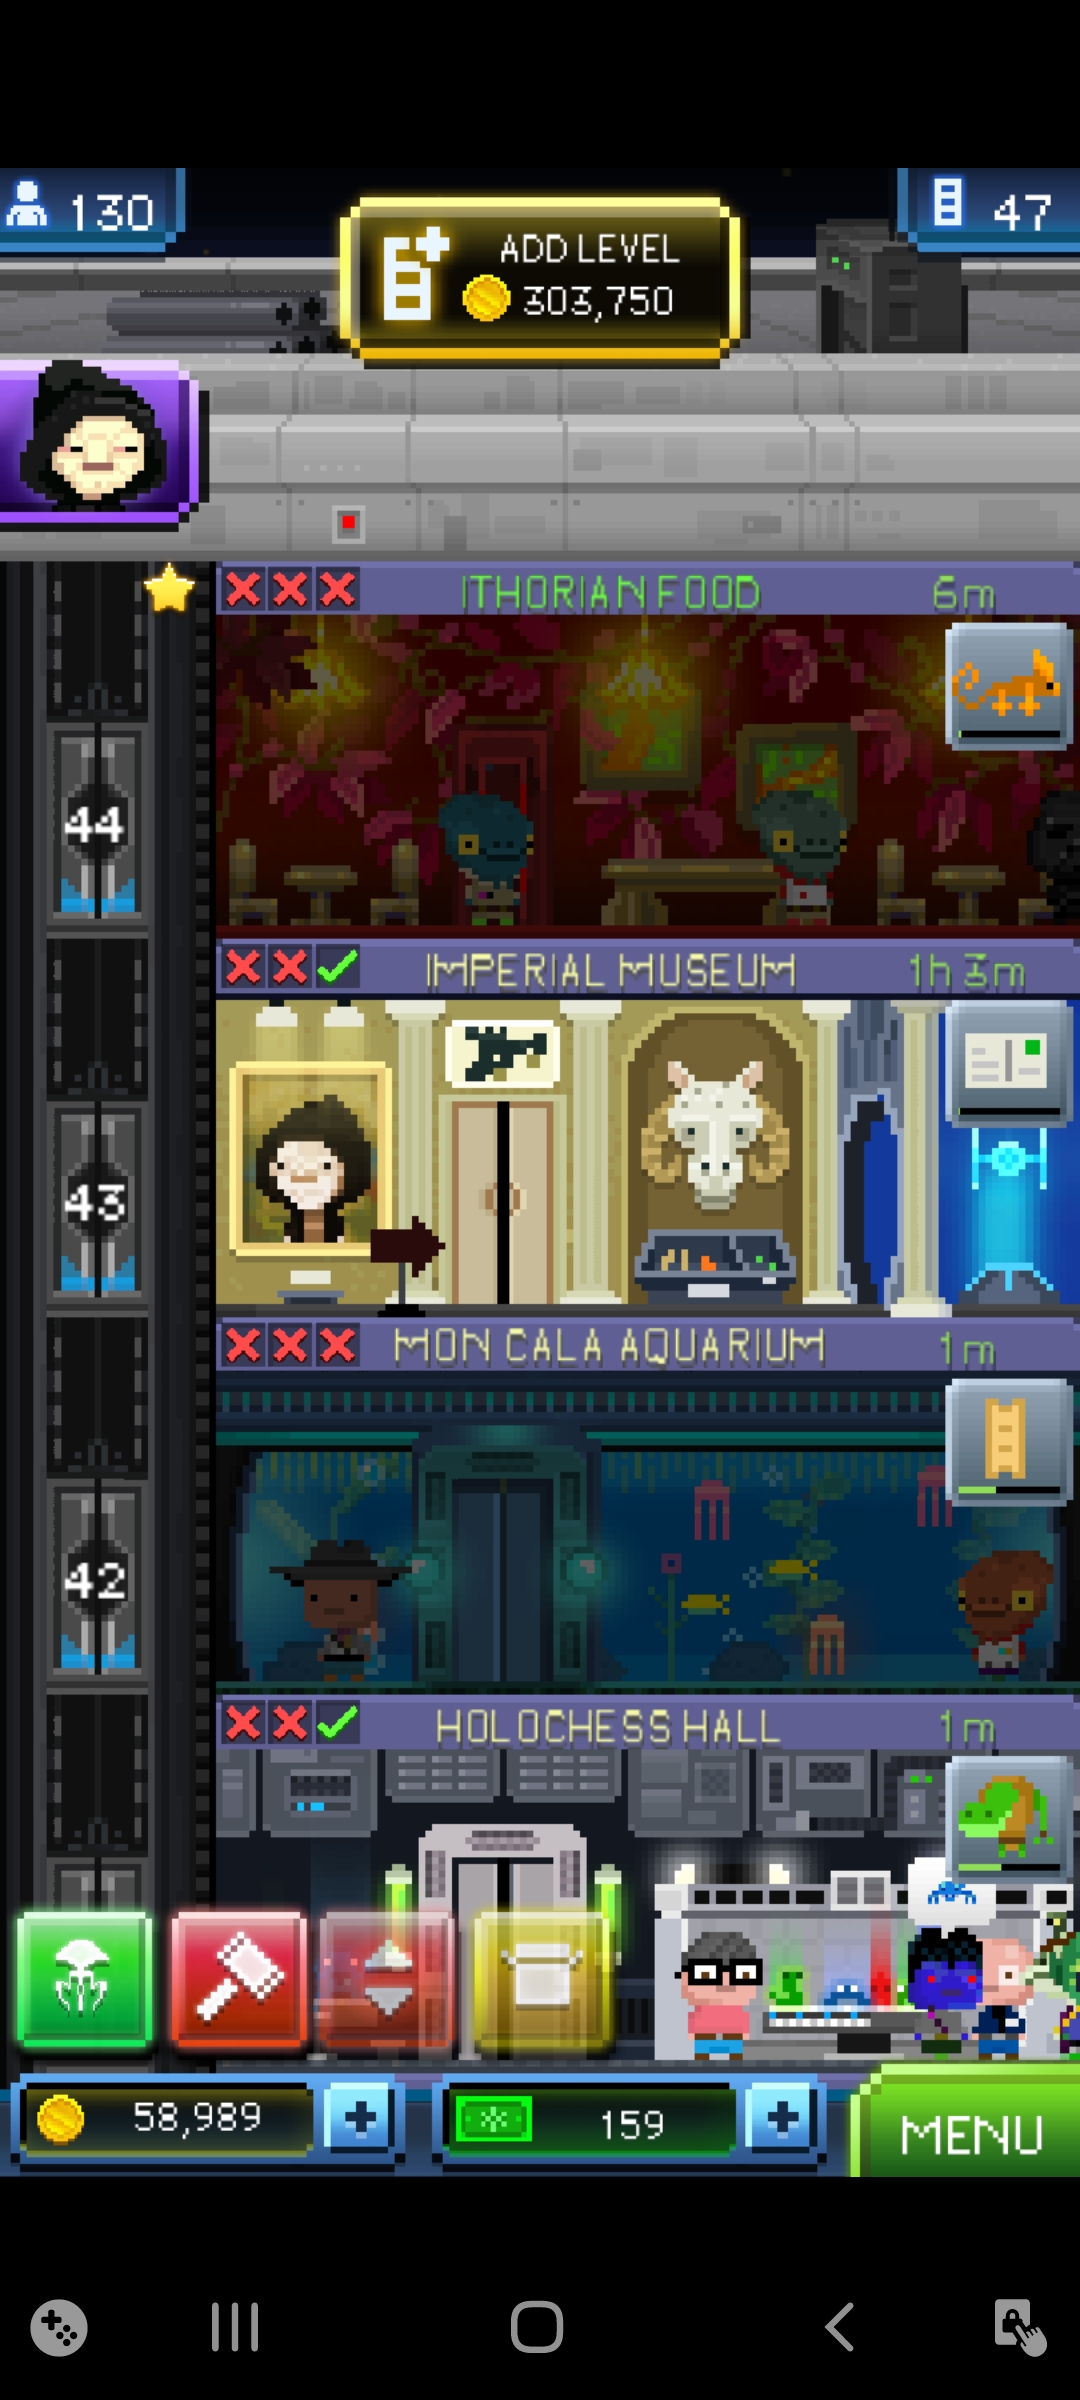 130
ADD LEVEL
303,750
47
ITHORIAN FOOD
6m
44
IMPERIAL MUSEUM
1h 3m
43
MON CALA AQUARIUM
1m
42
HOLOCHESS HALL
1m
58,989
159
MENU